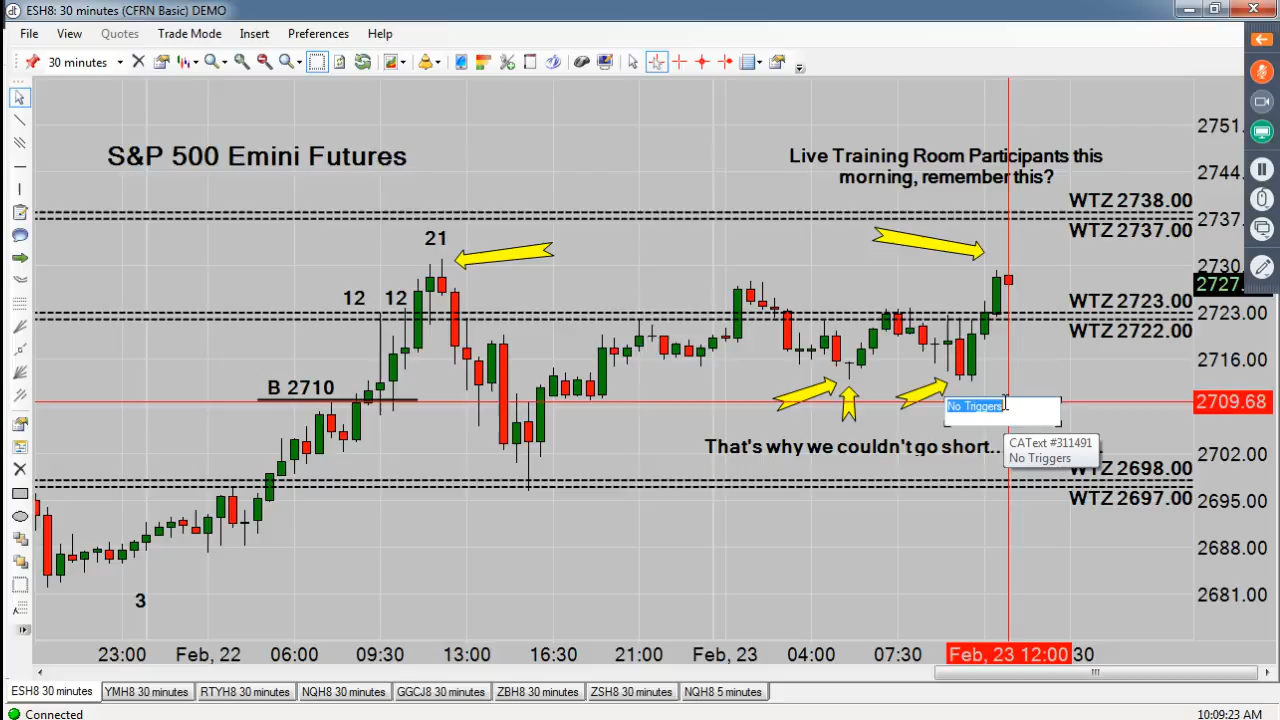 ESH8: 30 minutes (CFRN Basic) DEMO
File View Quotes Trade Mode Insert Preferences Help
30 minutes
S&P 500 Emini Futures
Live Training Room Participants this
morning, remember this?
2751.
2744.
WTZ 2738.00
2737.
WTZ 2737.00
21
2730
2727.
12 12
WTZ 2723.00
2723.00
WTZ 2722.00
2716.00
B 2710
2709.68
No Triggers
That's why we couldn't go short..
CAText #311491
No Triggers
2702.00
WTZ 2698.00
WTZ 2697.00
2695.00
2688.00
2681.00
3
23:00 Feb, 22 06:00 09:30 13:00 16:30 21:00 Feb, 23 04:00 07:30 Feb, 23 12:00 30
ESH8 30 minutes YMH8 30 minutes RTYH8 30 minutes NQH8 30 minutes GGCJ8 30 minutes ZBH8 30 minutes ZSH8 30 minutes NQH8 5 minutes
Connected
10:09:23 AM